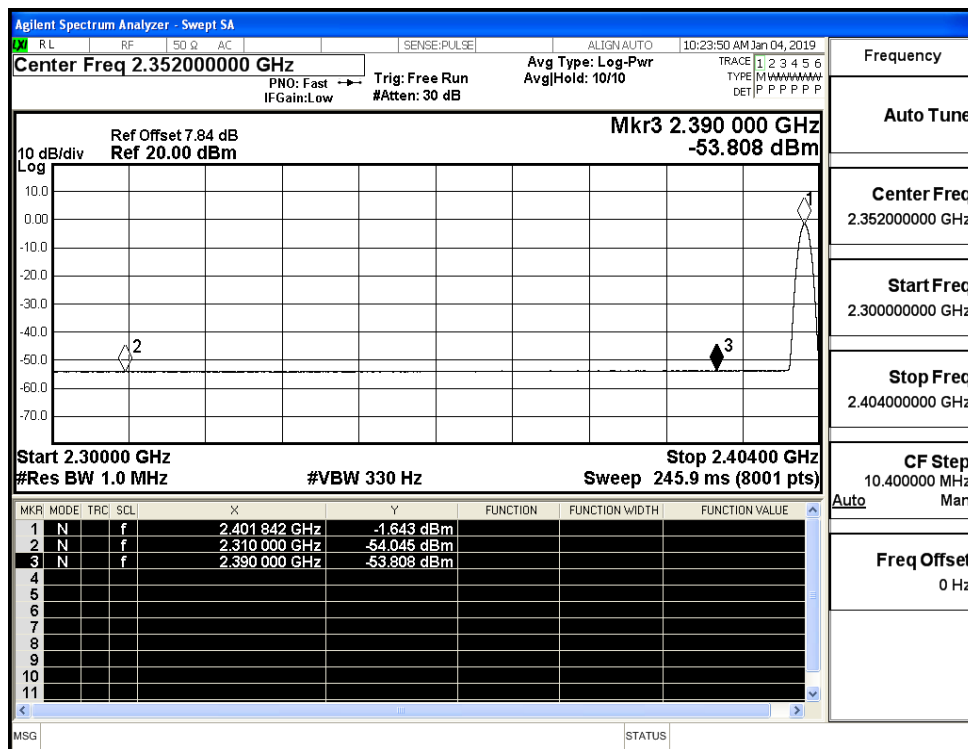 Agilent Spectrum Analyzer - Swept SA
LXI RL RF 50 Ω AC SENSE:PULSE ALIGN AUTO 10:23:50 AM Jan 04, 2019
Center Freq 2.352000000 GHz
PNO: Fast
IFGain:Low
Trig: Free Run
#Atten: 30 dB
Avg Type: Log-Pwr
Avg|Hold: 10/10
TRACE 1 2 3 4 5 6
TYPE M W W W W W
DET P P P P P P
Ref Offset 7.84 dB
Ref 20.00 dBm
10 dB/div
Log
Mkr3 2.390 000 GHz
-53.808 dBm
10.0
0.00
-10.0
-20.0
-30.0
-40.0
-50.0
-60.0
-70.0
1
2
3
Start 2.30000 GHz
Stop 2.40400 GHz
#Res BW 1.0 MHz
#VBW 330 Hz
Sweep 245.9 ms (8001 pts)
MKR MODE TRC SCL X Y FUNCTION FUNCTION WIDTH FUNCTION VALUE
1 N f 2.401 842 GHz -1.643 dBm
2 N f 2.310 000 GHz -54.045 dBm
3 N f 2.390 000 GHz -53.808 dBm
4
5
6
7
8
9
10
11
MSG
STATUS
Frequency
Auto Tune
Center Freq
2.352000000 GHz
Start Freq
2.300000000 GHz
Stop Freq
2.404000000 GHz
CF Step
10.400000 MHz
Auto Man
Freq Offset
0 Hz